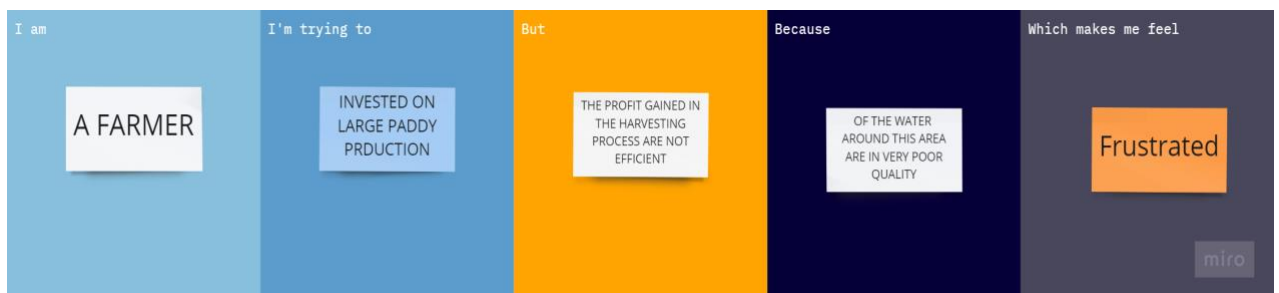 I am
A FARMER
I'm trying to
INVESTED ON
LARGE PADDY
PRDUCTION
But
THE PROFIT GAINED IN
THE HARVESTING
PROCESS ARE NOT
EFFICIENT
Because
OF THE WATER
AROUND THIS AREA
ARE IN VERY POOR
QUALITY
Which makes me feel
Frustrated
miro